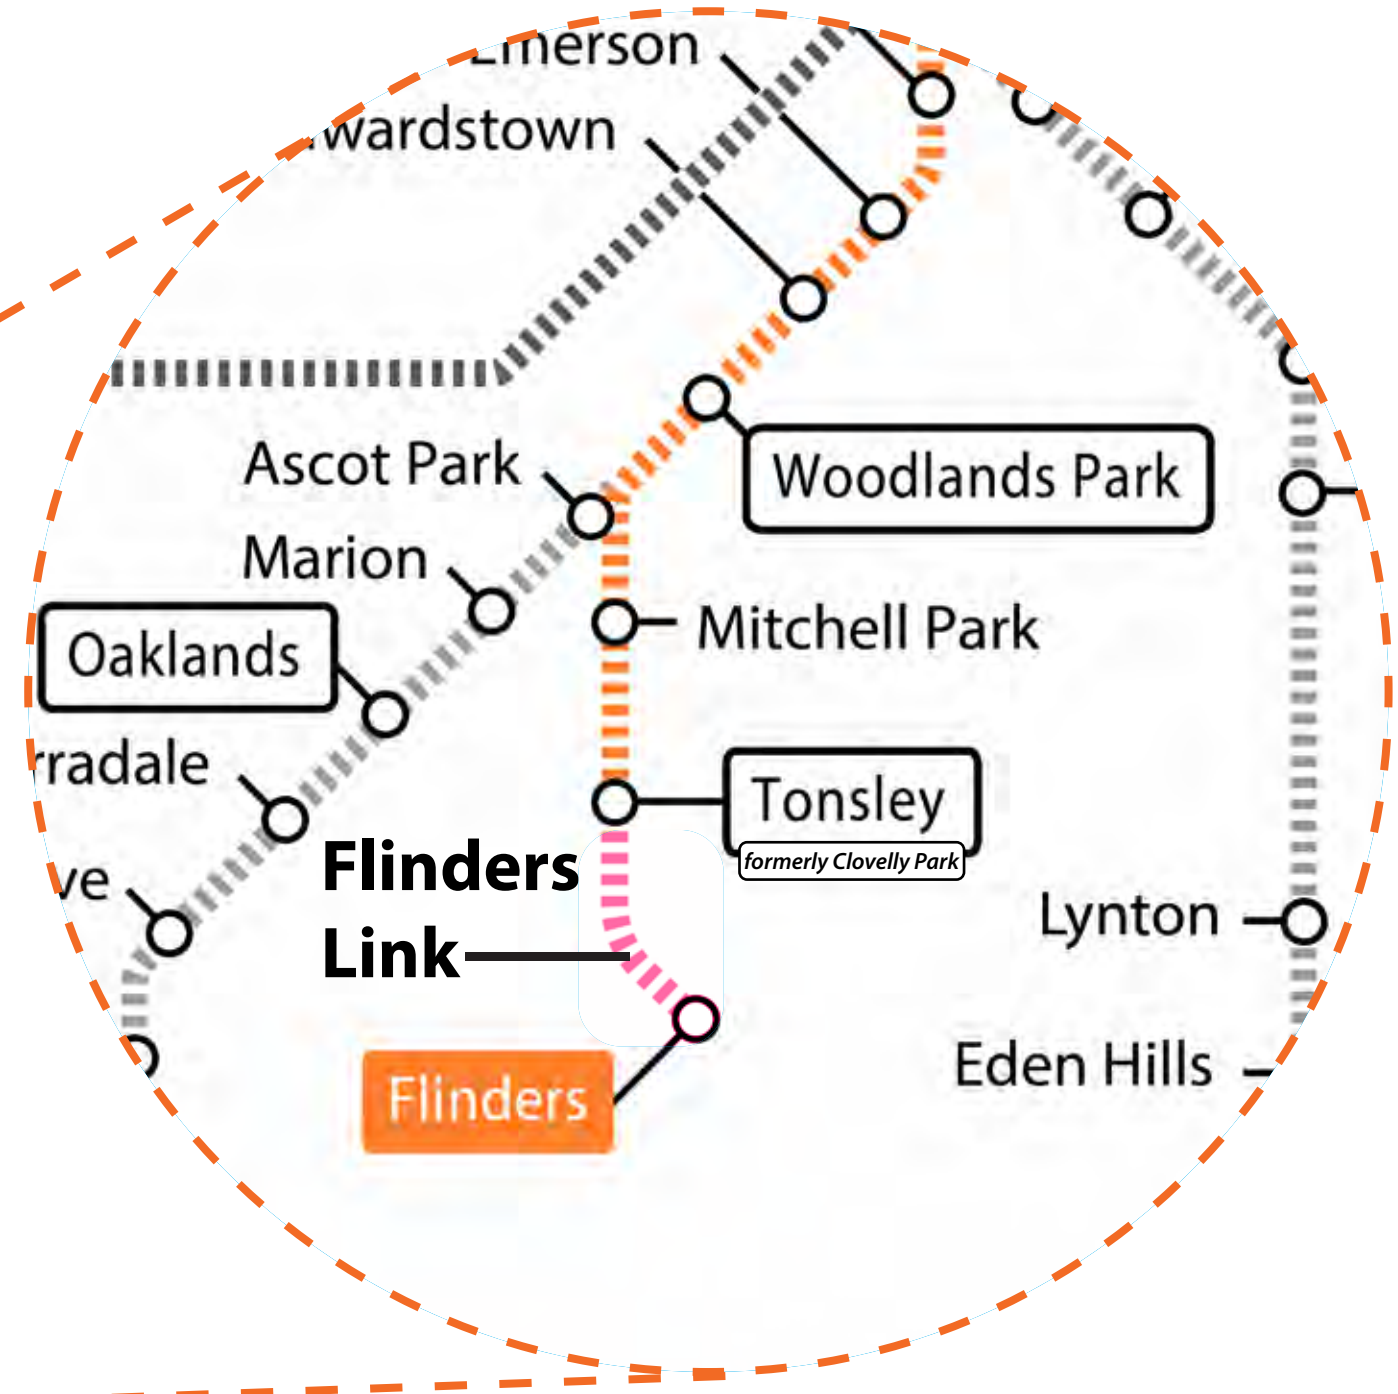 Emerson
wardstown
Ascot Park
Woodlands Park
Marion
Oaklands
Mitchell Park
rradale
Tonsley
formerly Clovelly Park
Flinders
Link
ve
Lynton
Eden Hills
Flinders